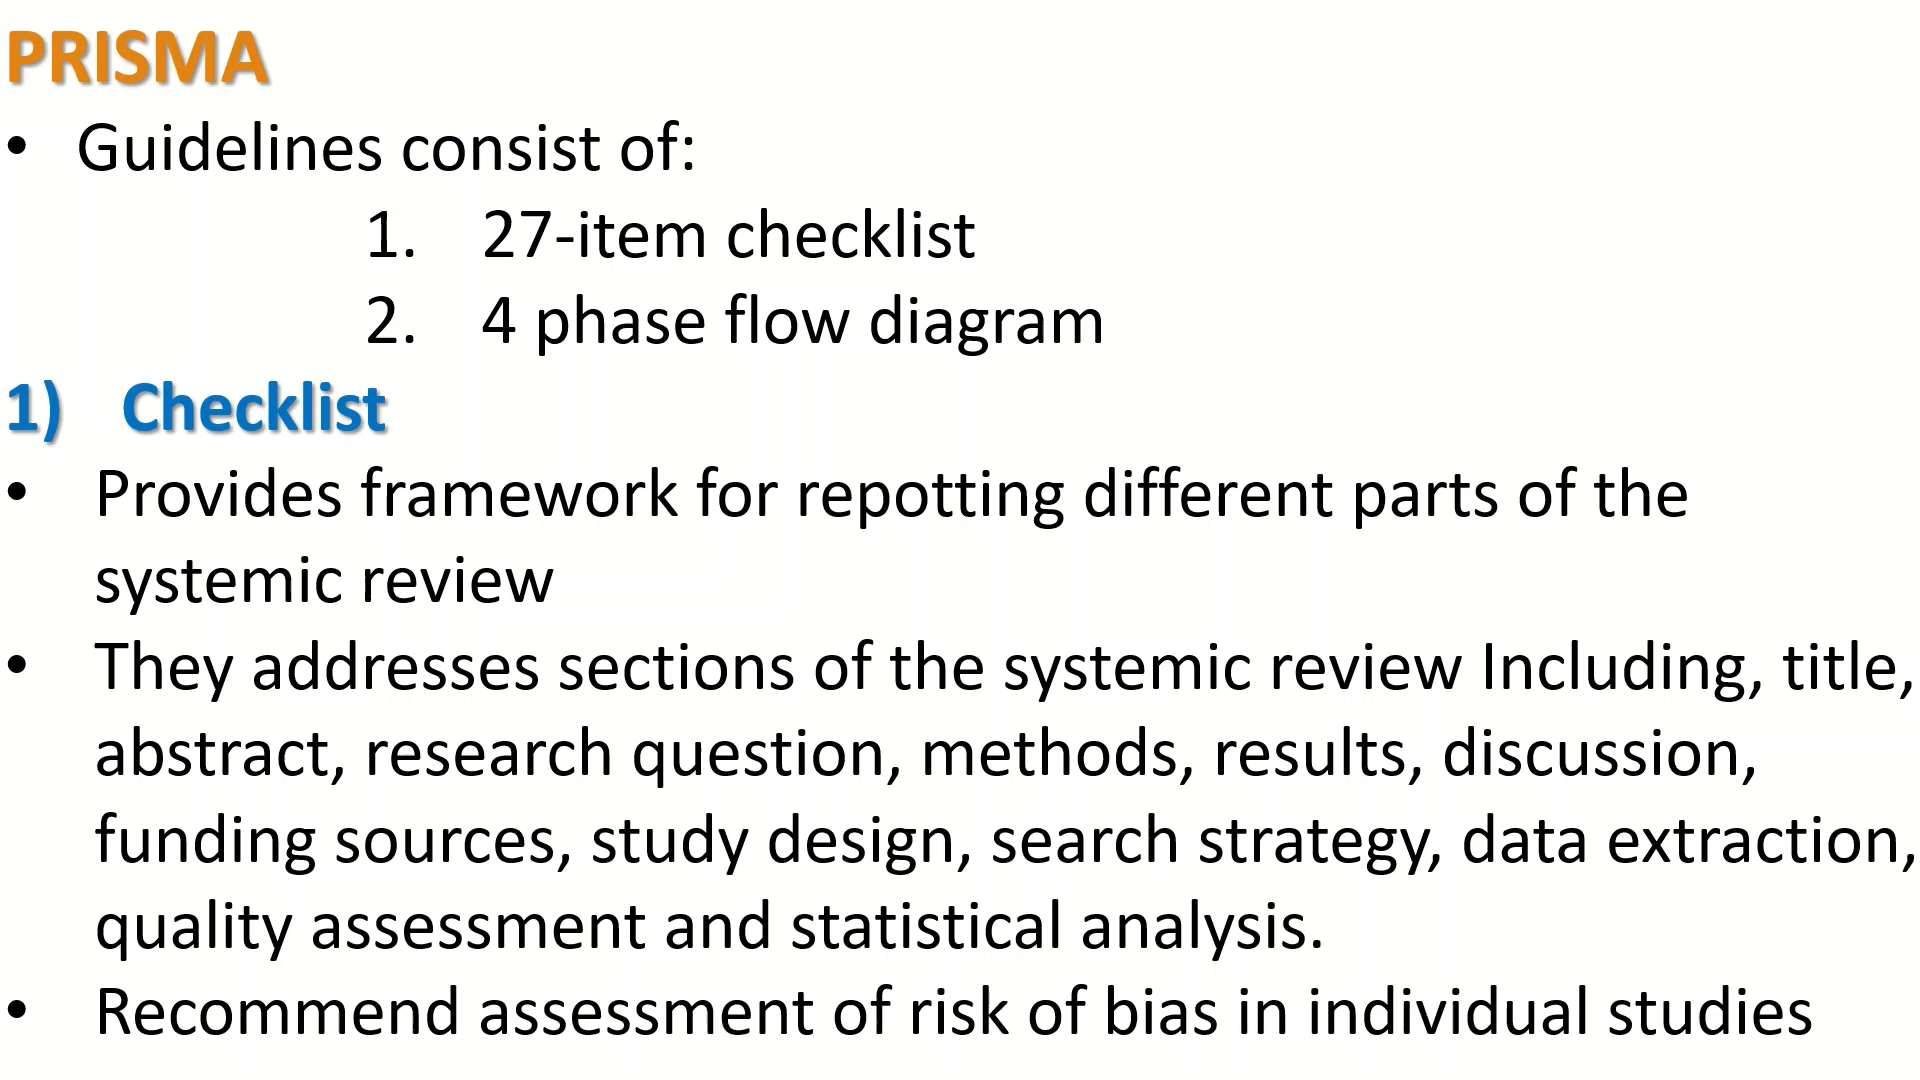 PRISMA
• Guidelines consist of:
1. 27-item checklist
2. 4 phase flow diagram
1) Checklist
• Provides framework for repotting different parts of the
systemic review
• They addresses sections of the systemic review Including, title,
abstract, research question, methods, results, discussion,
funding sources, study design, search strategy, data extraction,
quality assessment and statistical analysis.
• Recommend assessment of risk of bias in individual studies